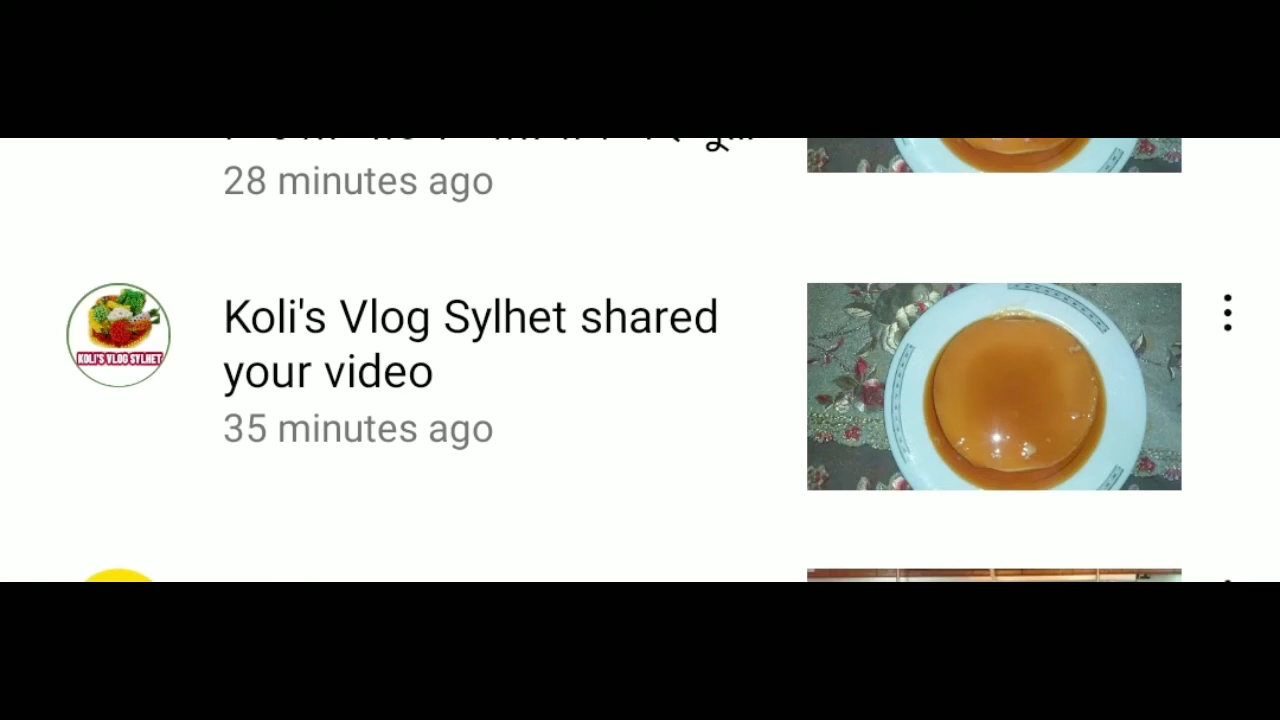 28 minutes ago
KOLI'S VLOG SYLHET
Koli's Vlog Sylhet shared
your video
35 minutes ago